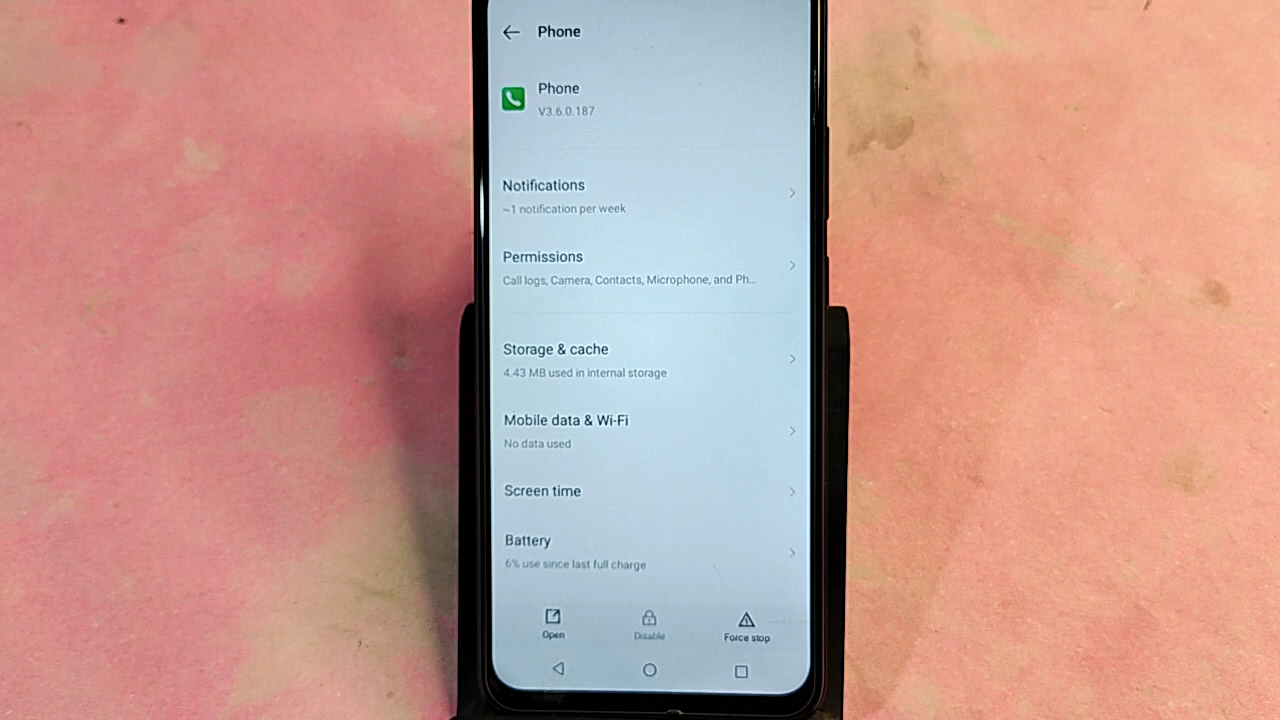 Phone
Phone
V3.6.0.187
Notifications
~1 notification per week
Permissions
Call logs, Camera, Contacts, Microphone, and Ph...
Storage & cache
4.43 MB used in internal storage
Mobile data & Wi-Fi
No data used
Screen time
Battery
6% use since last full charge
Open
Disable
Force stop